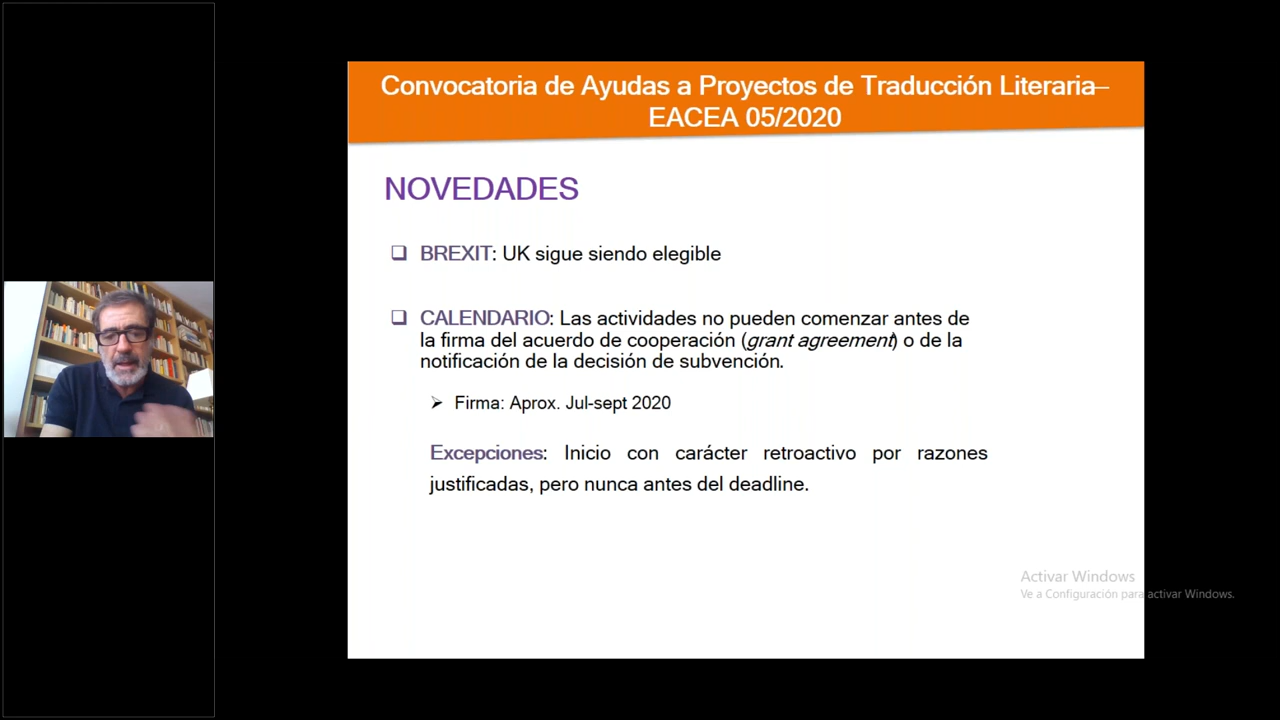 Convocatoria de Ayudas a Proyectos de Traducción Literaria–
EACEA 05/2020
NOVEDADES
❑ BREXIT: UK sigue siendo elegible
❑ CALENDARIO: Las actividades no pueden comenzar antes de
la firma del acuerdo de cooperación (grant agreement) o de la
notificación de la decisión de subvención.
➢ Firma: Aprox. Jul-sept 2020
Excepciones: Inicio con carácter retroactivo por razones
justificadas, pero nunca antes del deadline.
Activar Windows
Ve a Configuración para activar Windows.